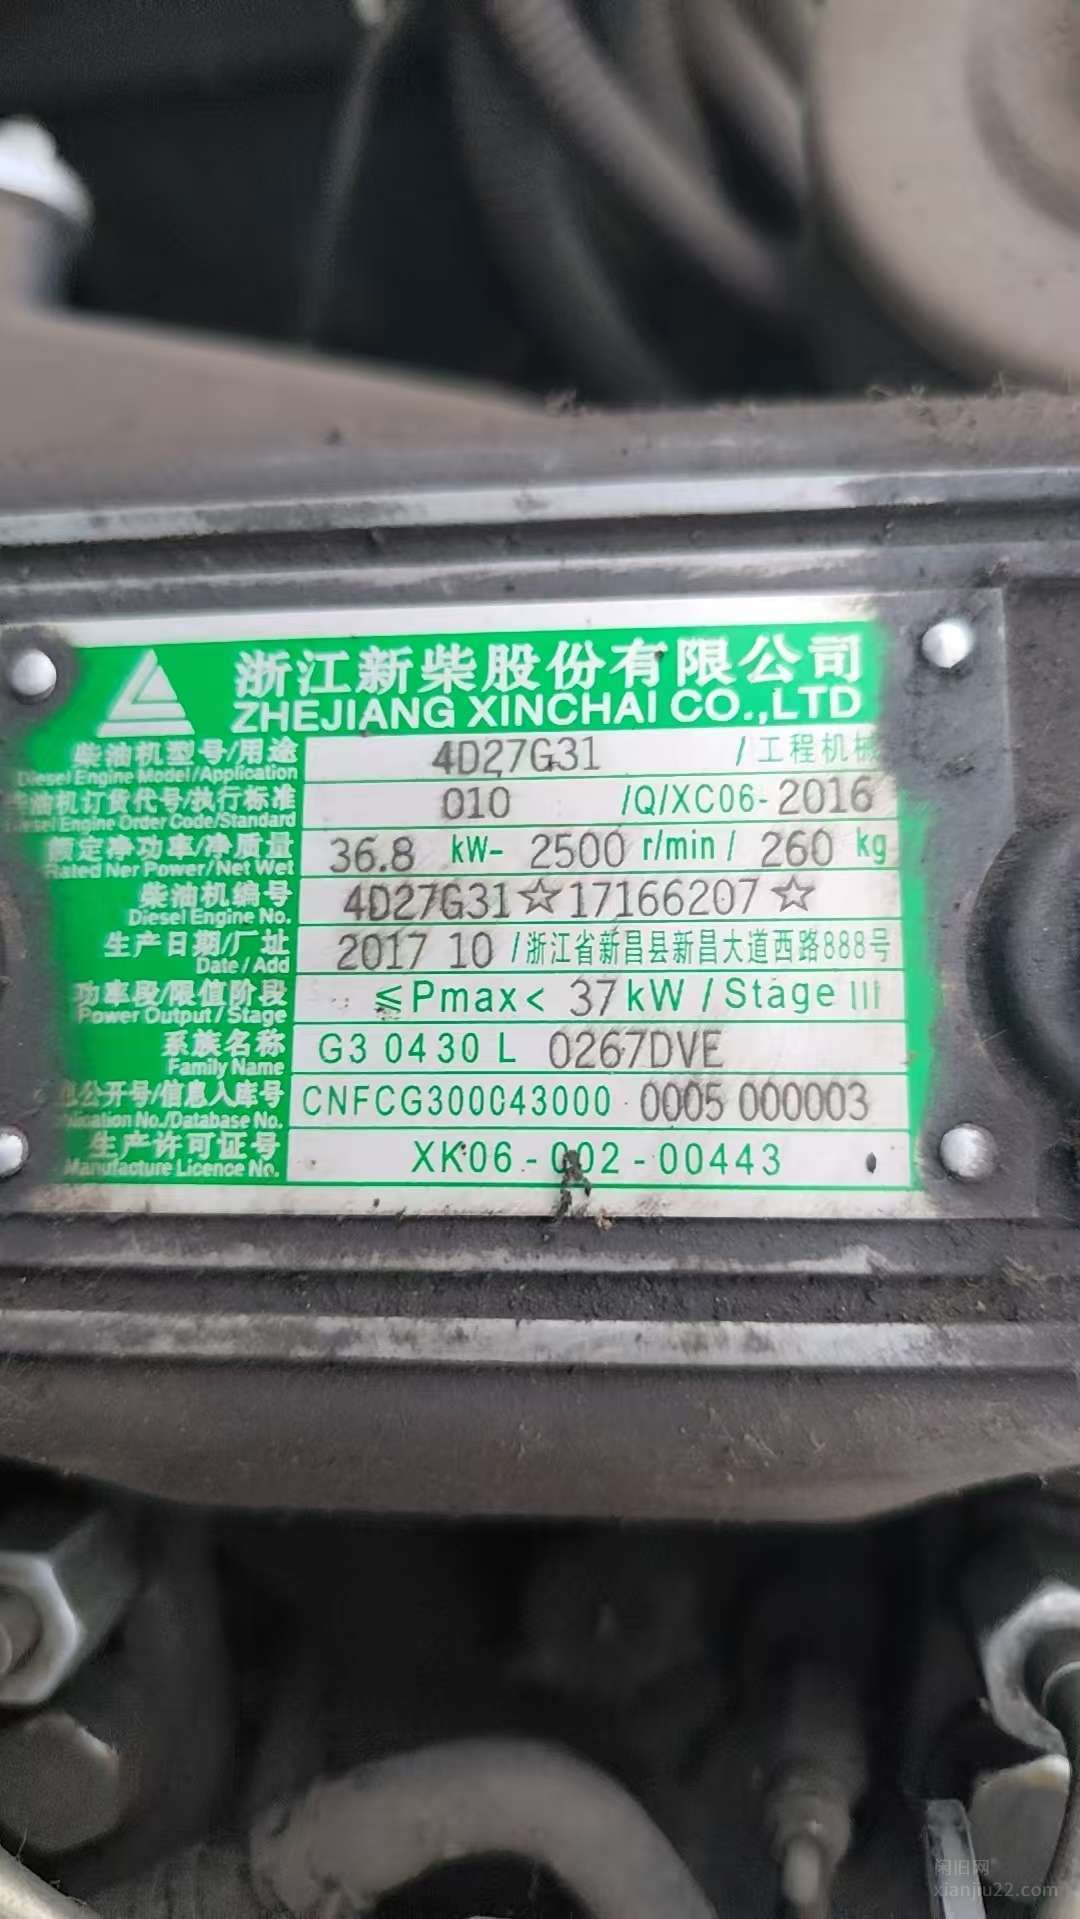 浙江新柴股份有限公司
ZHEJIANG XINCHAI CO.,LTD
柴油机型号/用途 4D27G31 /工程机械
Diesel Engine Model/Application
油机订货代号/执行标准 010 /Q/XC06-2016
Diesel Engine Order Code/Standard
额定净功率/净质量 36.8 kW- 2500 r/min / 260 kg
Rated Ner Power/Net Wet
柴油机编号 4D27G31☆17166207☆
Diesel Engine No.
生产日期/厂址 2017 10 /浙江省新昌县新昌大道西路888号
Date/Add
功率段/限值阶段 ≦Pmax< 37kW/Stage III
Power Output/Stage
系族名称 G3 0430 L 0267DVE
Family Name
公开号/信息入库号 CNFCG300043000 0005 000003
No./Database No.
生产许可证号 XK06-002-00443
Manufacture Licence No.
闲旧网
xianjiu22.com